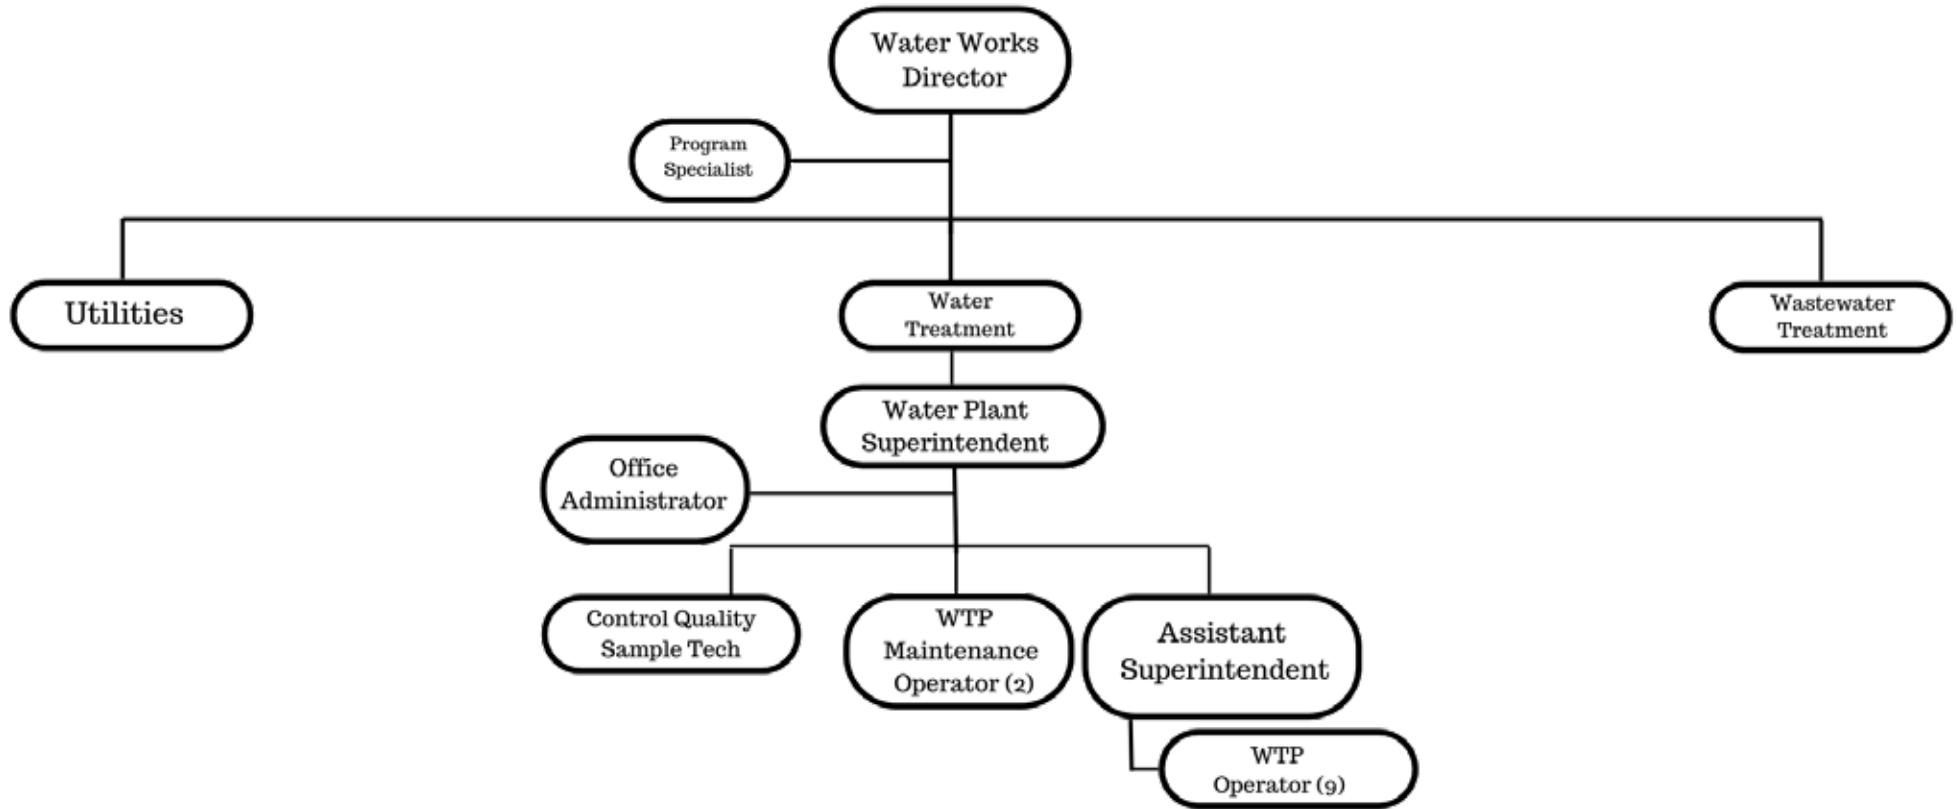 Water Works
Director
Program
Specialist
Utilities
Water
Treatment
Wastewater
Treatment
Water Plant
Superintendent
Office
Administrator
Control Quality
Sample Tech
WTP
Maintenance
Operator (2)
Assistant
Superintendent
WTP
Operator (9)